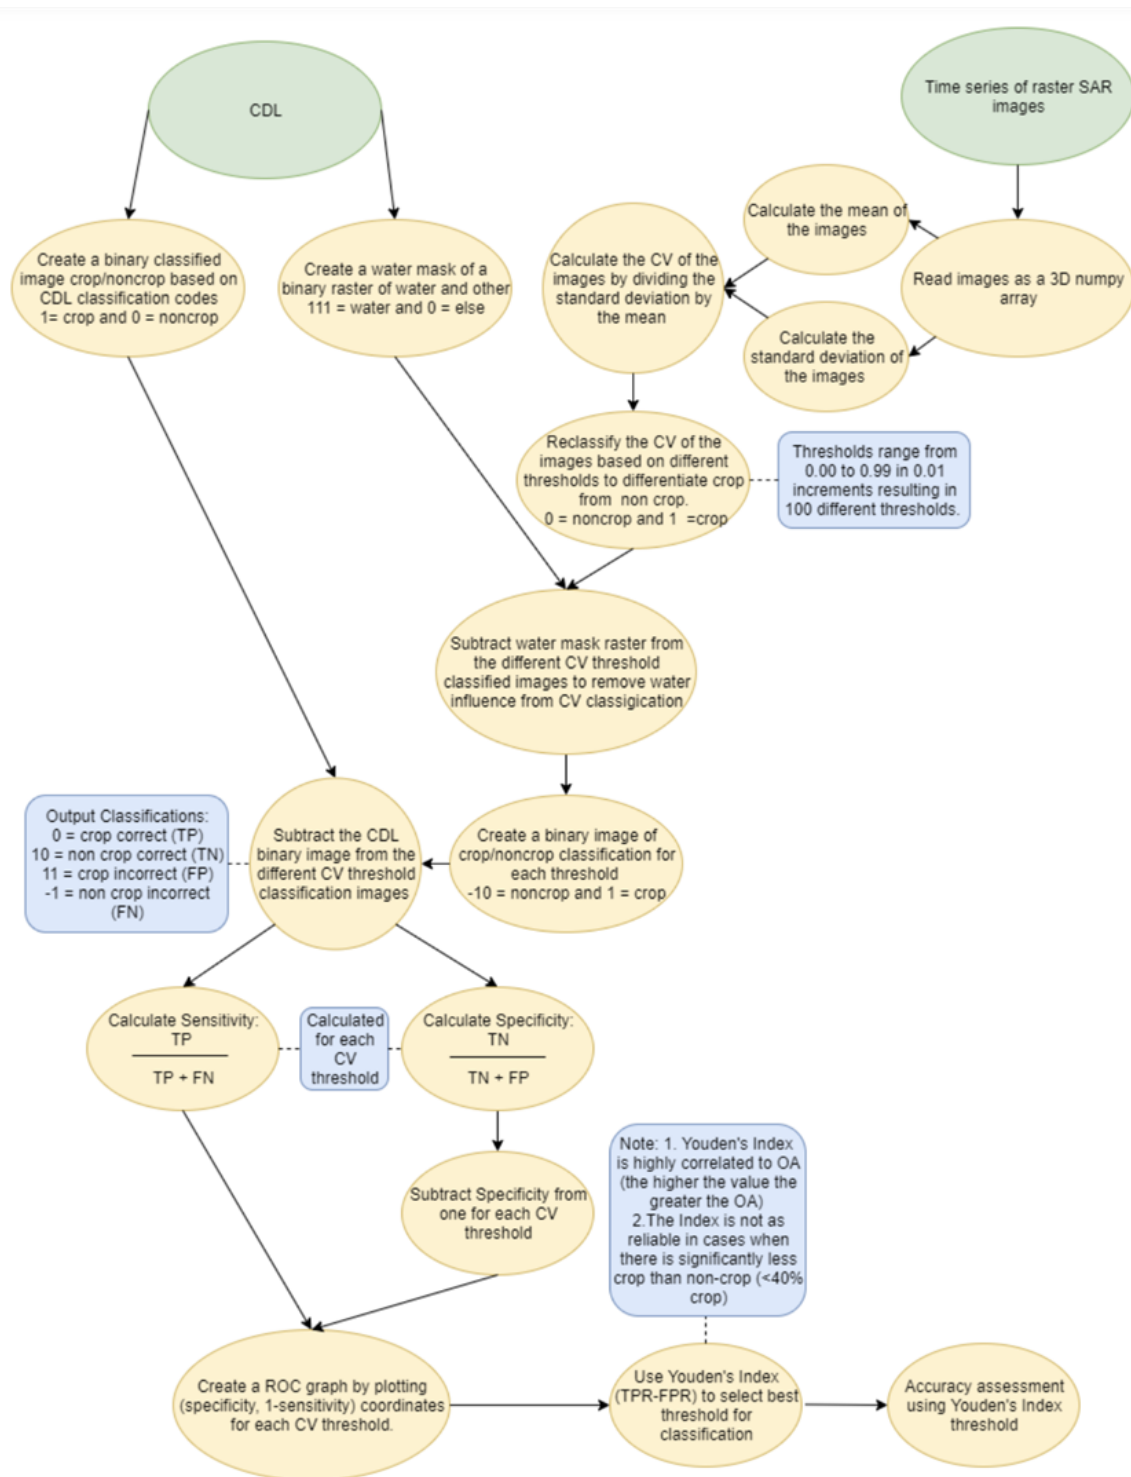 CDL
Time series of raster SAR
images
Create a binary classified
image crop/noncrop based on
CDL classification codes
1= crop and 0 = noncrop
Create a water mask of a
binary raster of water and other
111 = water and 0 = else
Calculate the CV of the
images by dividing the
standard deviation by
the mean
Calculate the mean of
the images
Calculate the
standard deviation of
the images
Read images as a 3D numpy
array
Reclassify the CV of the
images based on different
thresholds to differentiate crop
from non crop.
0 = noncrop and 1 =crop
Thresholds range from
0.00 to 0.99 in 0.01
increments resulting in
100 different thresholds.
Subtract water mask raster from
the different CV threshold
classified images to remove water
influence from CV classigication
Output Classifications:
0 = crop correct (TP)
10 = non crop correct (TN)
11 = crop incorrect (FP)
-1 = non crop incorrect
(FN)
Subtract the CDL
binary image from the
different CV threshold
classification images
Create a binary image of
crop/noncrop classification for
each threshold
-10 = noncrop and 1 = crop
Calculate Sensitivity:
TP
TP + FN
Calculated
for each
CV
threshold
Calculate Specificity:
TN
TN + FP
Subtract Specificity from
one for each CV
threshold
Note: 1. Youden's Index
is highly correlated to OA
(the higher the value the
greater the OA)
2.The Index is not as
reliable in cases when
there is significantly less
crop than non-crop (<40%
crop)
Create a ROC graph by plotting
(specificity, 1-sensitivity) coordinates
for each CV threshold.
Use Youden's Index
(TPR-FPR) to select best
threshold for
classification
Accuracy assessment
using Youden's Index
threshold